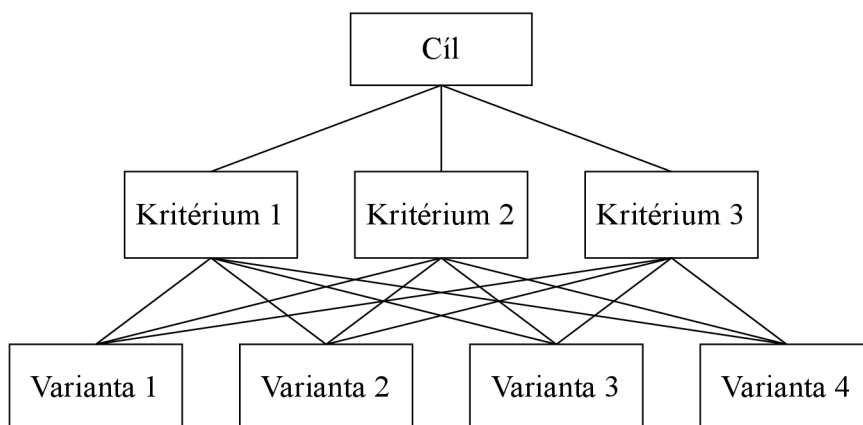 Cíl
Kritérium 1
Kritérium 2
Kritérium 3
Varianta 1
Varianta 2
Varianta 3
Varianta 4